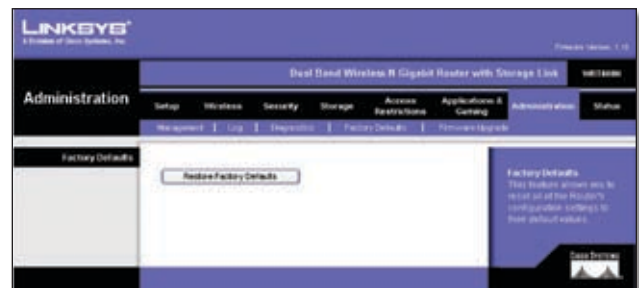 LINKSYS®
A Division of Cisco Systems, Inc.
Firmware Version: 1.
Dual Band Wireless-N Gigabit Router with Storage Link
Administration
Setup
Wireless
Security
Storage
Access Restrictions
Applications & Gaming
Administration
Status
Management | Log | Diagnostics | Factory Defaults | Firmware Upgrade
Factory Defaults
Restore Factory Defaults
Factory Defaults
This feature allows you to
reset all of the Router's
configuration settings to
their default values.
Cisco Systems